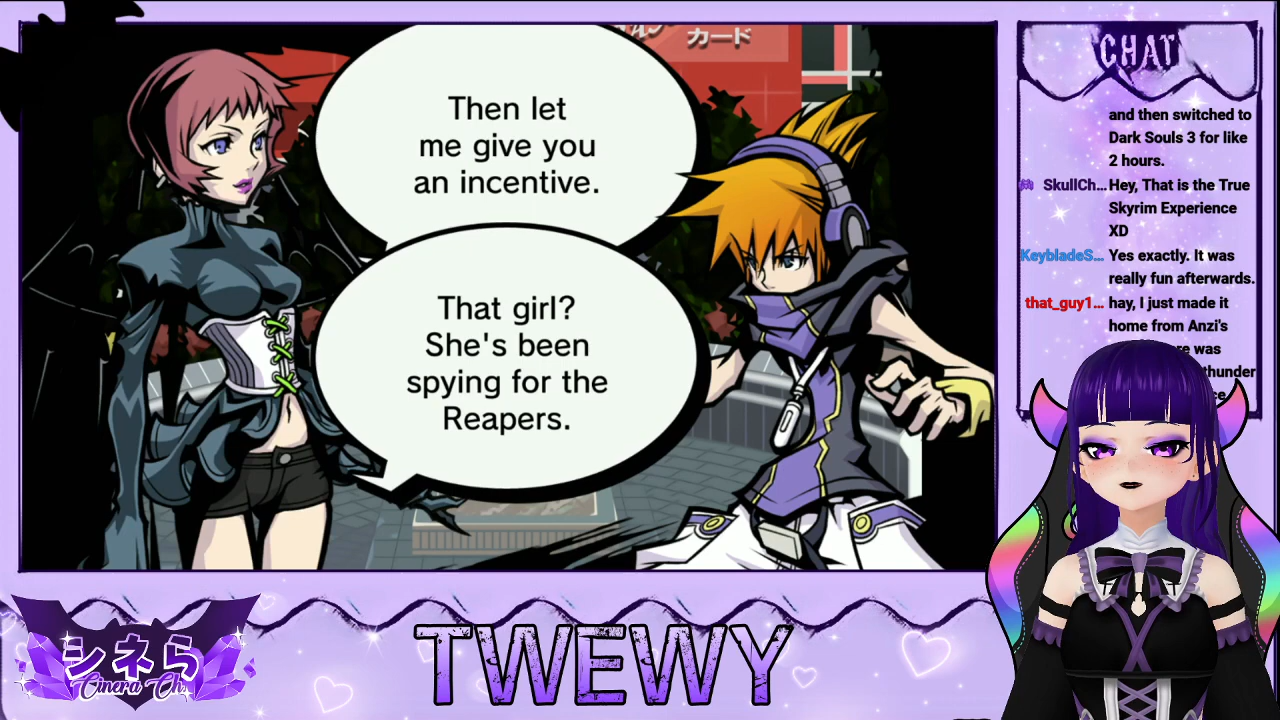 カード
Then let
me give you
an incentive.
That girl?
She's been
spying for the
Reapers.
CHAT
and then switched to
Dark Souls 3 for like
2 hours.
SkullCh... Hey, That is the True
Skyrim Experience
XD
KeybladeS... Yes exactly. It was
really fun afterwards.
that_guy1... hay, I just made it
home from Anzi's
was
thunder
シネら
Cinera Ch.
TWEWY